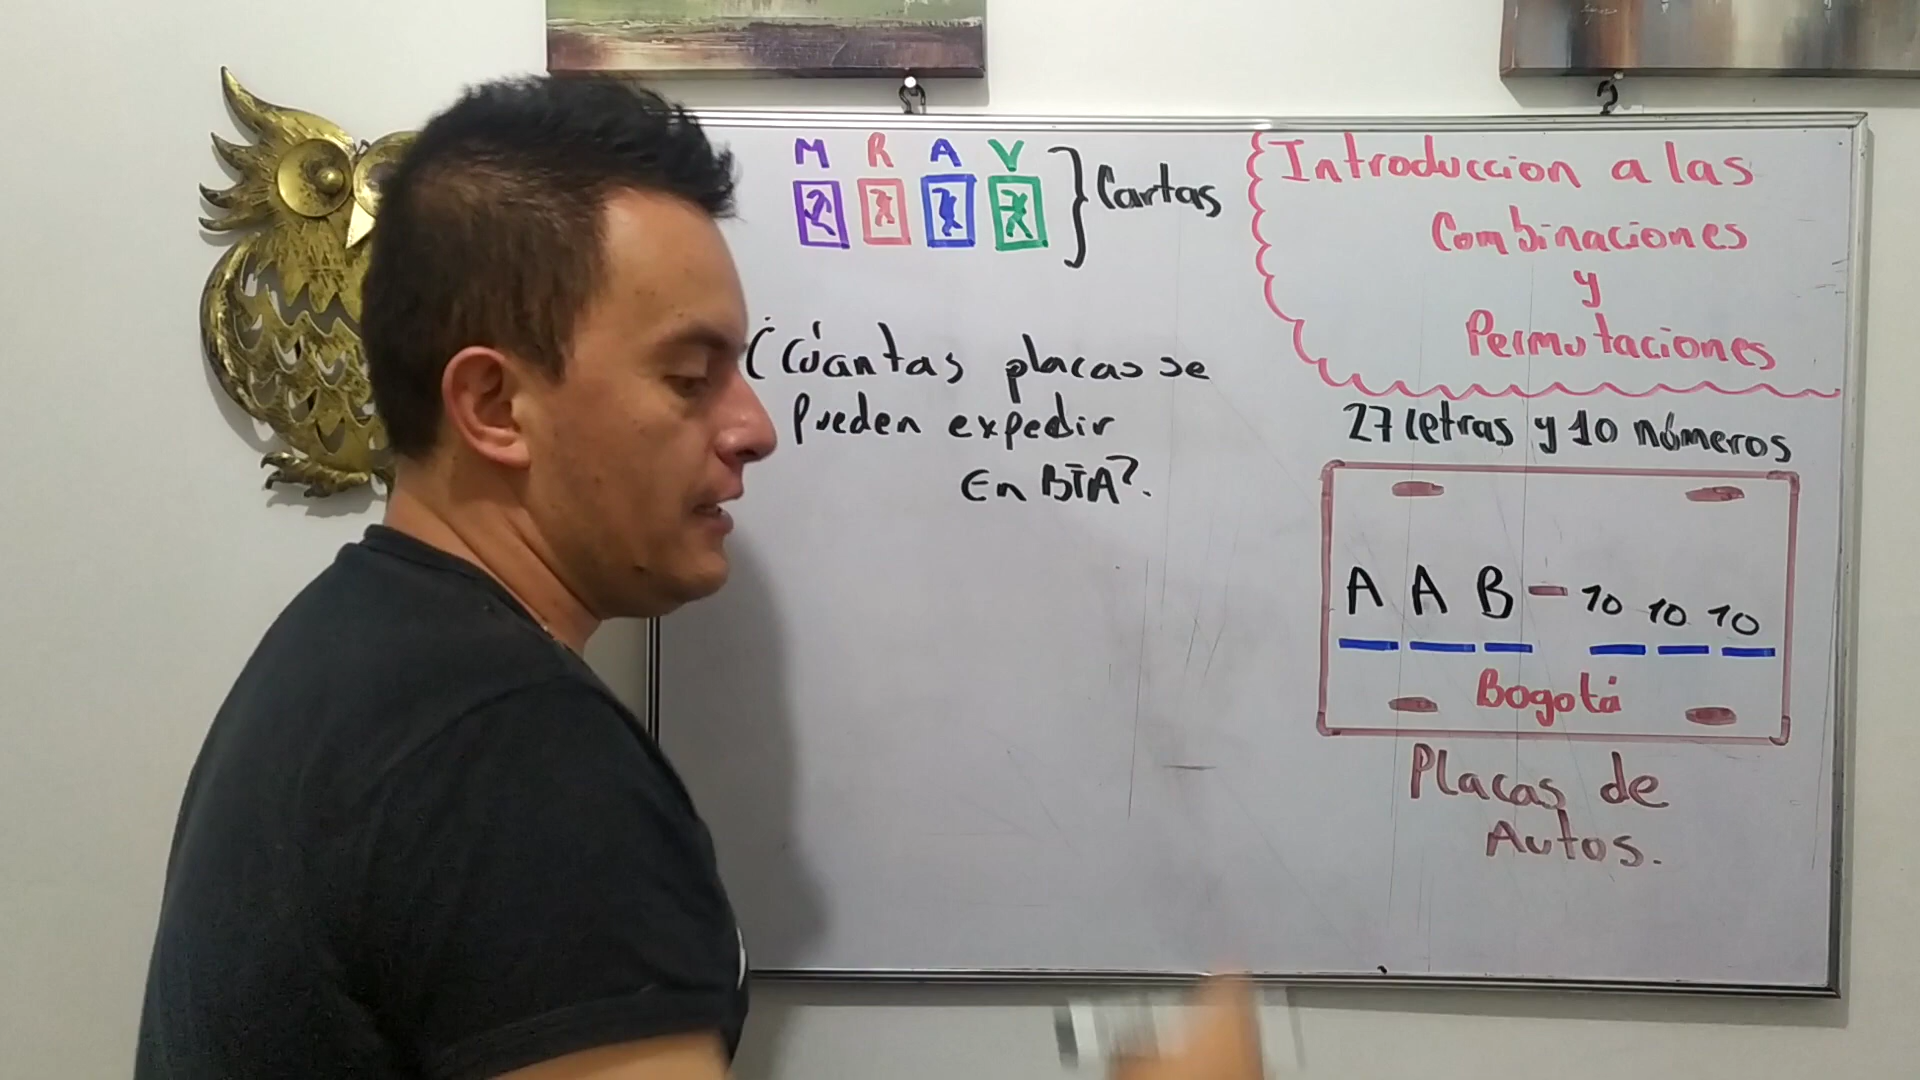 M R A V
Cartas
¿Cúantas placas se
pueden expedir
En BTA?.
Introduccion a las
Combinaciones
y
Permutaciones
27 letras y 10 números
A A B - 10 10 10
Bogotá
Placas de
Autos.